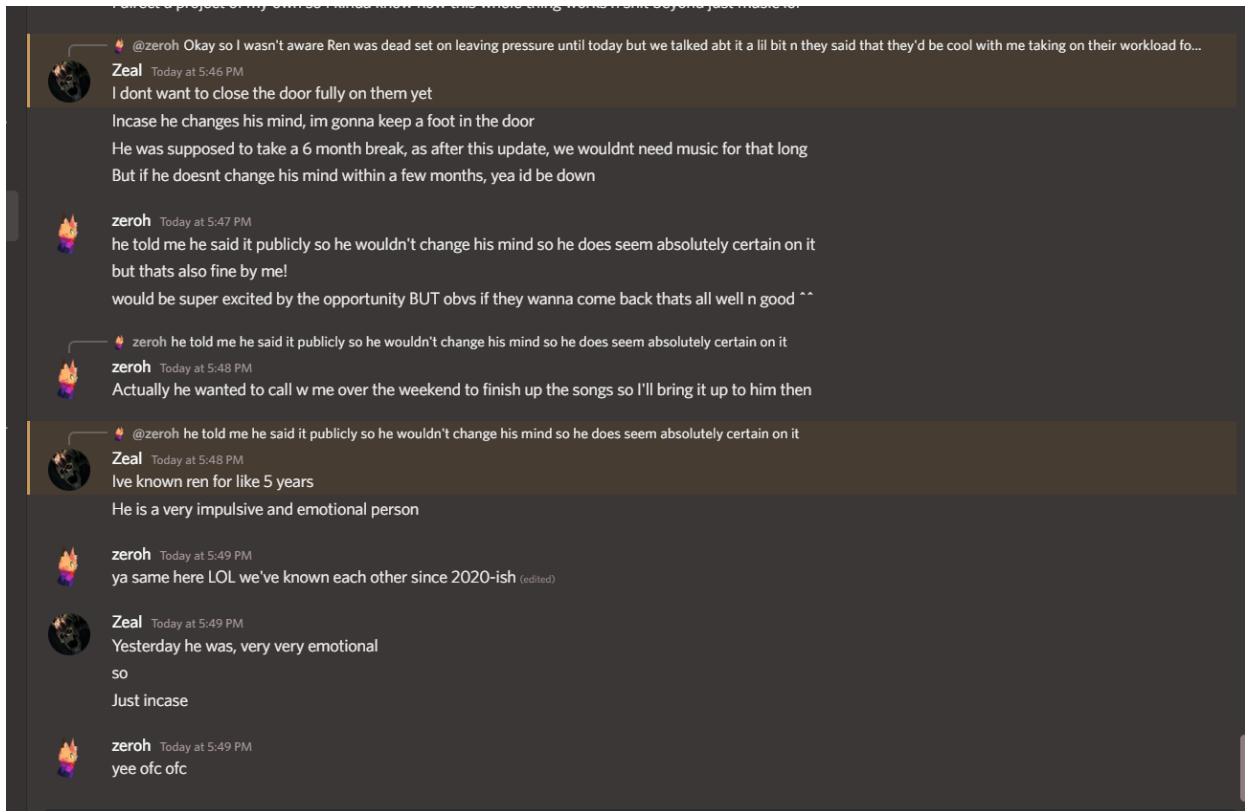 @zeroh Okay so I wasn't aware Ren was dead set on leaving pressure until today but we talked abt it a lil bit n they said that they'd be cool with me taking on their workload fo...
Zeal Today at 5:46 PM
I dont want to close the door fully on them yet
Incase he changes his mind, im gonna keep a foot in the door
He was supposed to take a 6 month break, as after this update, we wouldnt need music for that long
But if he doesnt change his mind within a few months, yea id be down
zeroh Today at 5:47 PM
he told me he said it publicly so he wouldn't change his mind so he does seem absolutely certain on it
but thats also fine by me!
would be super excited by the opportunity BUT obvs if they wanna come back thats all well n good ^^
zeroh he told me he said it publicly so he wouldn't change his mind so he does seem absolutely certain on it
zeroh Today at 5:48 PM
Actually he wanted to call w me over the weekend to finish up the songs so I'll bring it up to him then
@zeroh he told me he said it publicly so he wouldn't change his mind so he does seem absolutely certain on it
Zeal Today at 5:48 PM
Ive known ren for like 5 years
He is a very impulsive and emotional person
zeroh Today at 5:49 PM
ya same here LOL we've known each other since 2020-ish (edited)
Zeal Today at 5:49 PM
Yesterday he was, very very emotional
so
Just incase
zeroh Today at 5:49 PM
yee ofc ofc